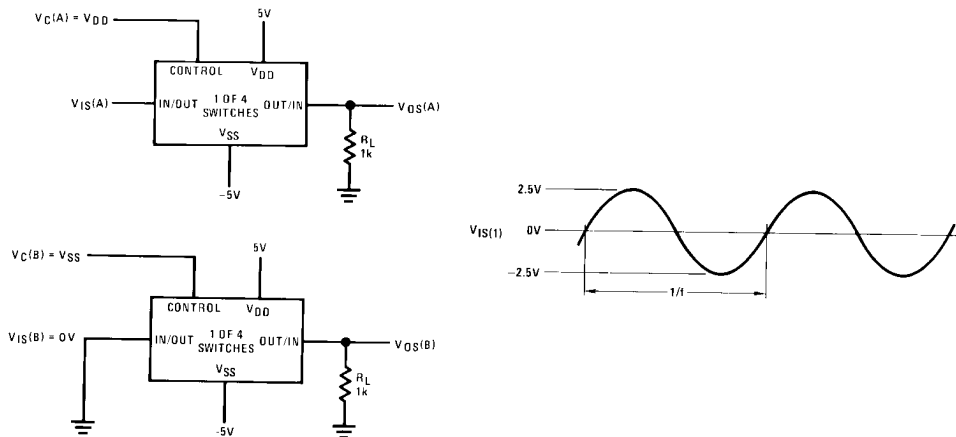 VC(A) = VDD
5V
CONTROL VDD
VIS(A)
IN/OUT 1 OF 4 OUT/IN
SWITCHES
VOS(A)
VSS
RL
1k
-5V
VC(B) = VSS
5V
CONTROL VDD
VIS(B) = 0V
IN/OUT 1 OF 4 OUT/IN
SWITCHES
VOS(B)
VSS
RL
1k
-5V
2.5V
VIS(1) 0V
-2.5V
1/f